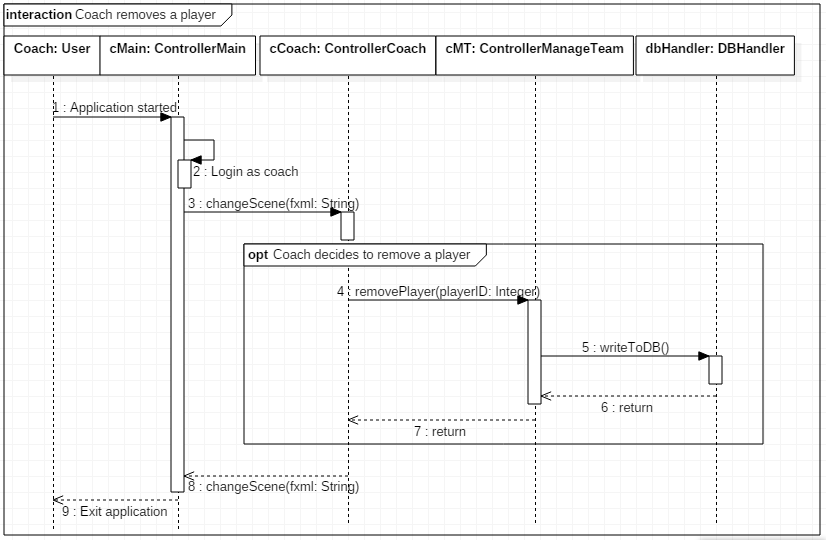 interaction Coach removes a player
Coach: User
cMain: ControllerMain
cCoach: ControllerCoach
cMT: ControllerManageTeam
dbHandler: DBHandler
1 : Application started
2 : Login as coach
3 : changeScene(fxml: String)
opt Coach decides to remove a player
4 : removePlayer(playerID: Integer)
5 : writeToDB()
6 : return
7 : return
8 : changeScene(fxml: String)
9 : Exit application